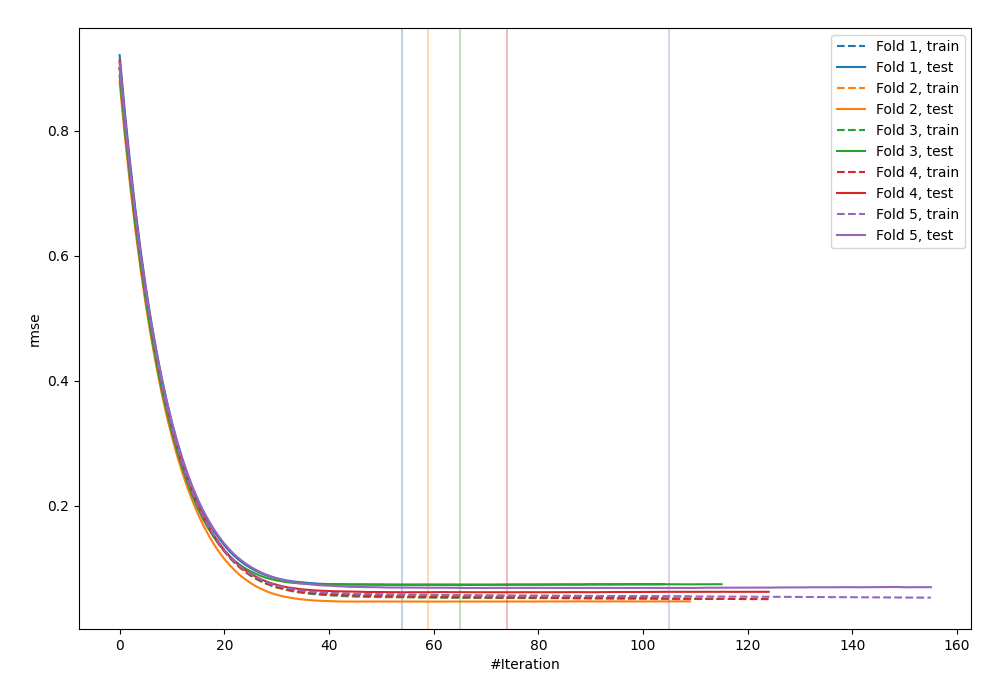 Fold 1, train
Fold 1, test
Fold 2, train
Fold 2, test
Fold 3, train
Fold 3, test
Fold 4, train
Fold 4, test
Fold 5, train
Fold 5, test
0.8
0.6
0.4
0.2
rmse
0 20 40 60 80 100 120 140 160
#Iteration